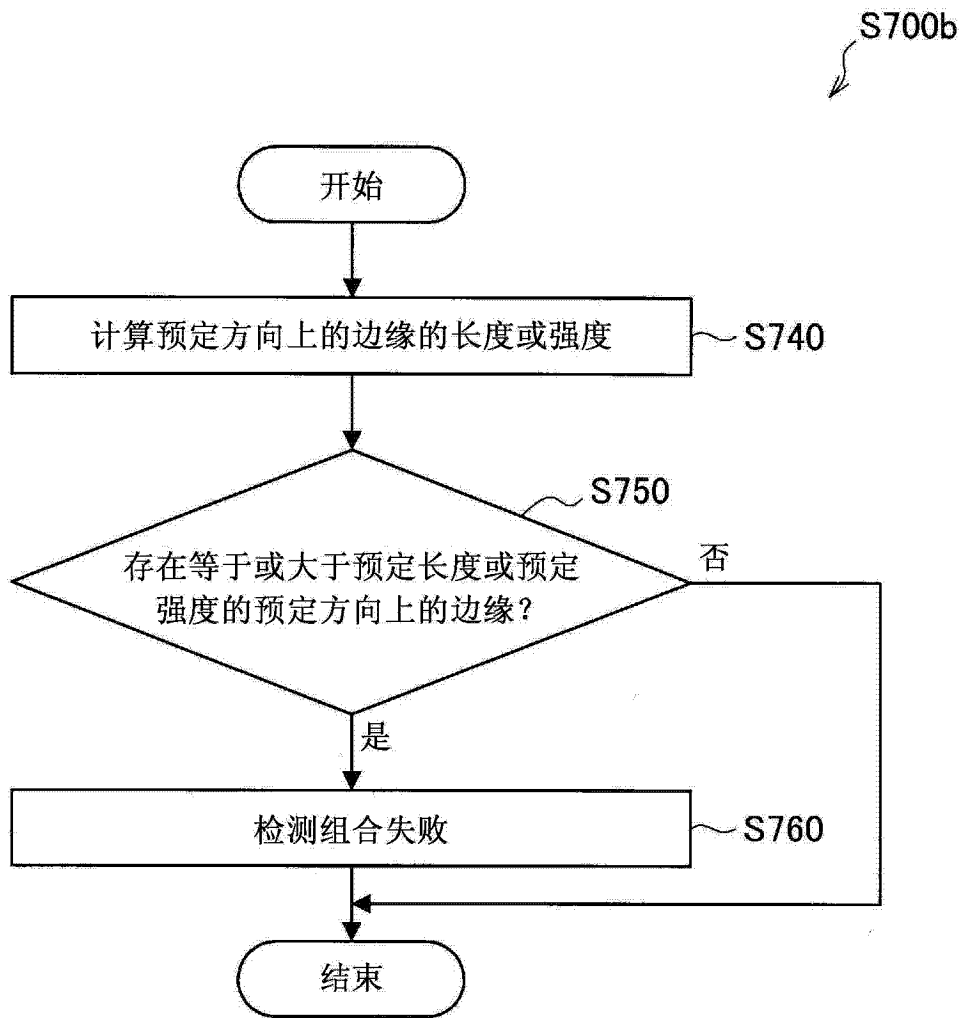 S700b
开始
计算预定方向上的边缘的长度或强度
S740
S750
存在等于或大于预定长度或预定
强度的预定方向上的边缘？
否
是
检测组合失败
S760
结束